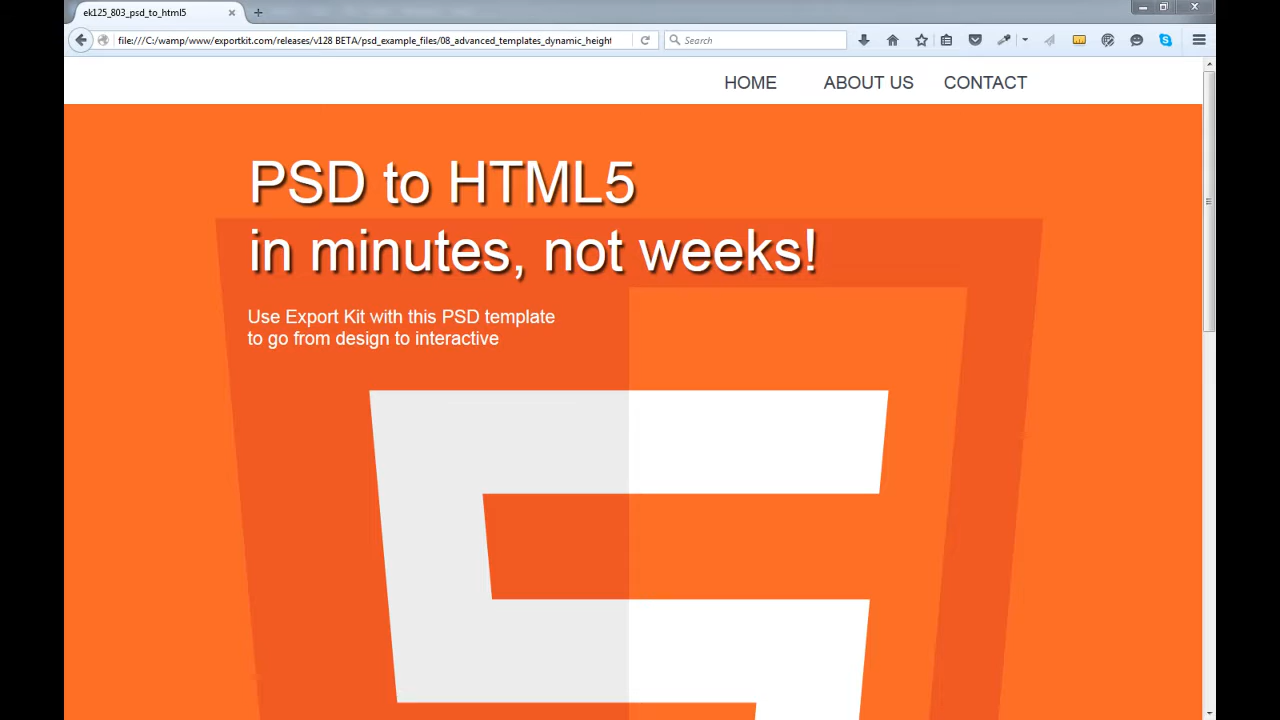 ek125_803_psd_to_html5
file:///C:/wamp/www/exportkit.com/releases/v128 BETA/psd_example_files/08_advanced_templates_dynamic_height
Search
HOME ABOUT US CONTACT
PSD to HTML5
in minutes, not weeks!
Use Export Kit with this PSD template
to go from design to interactive